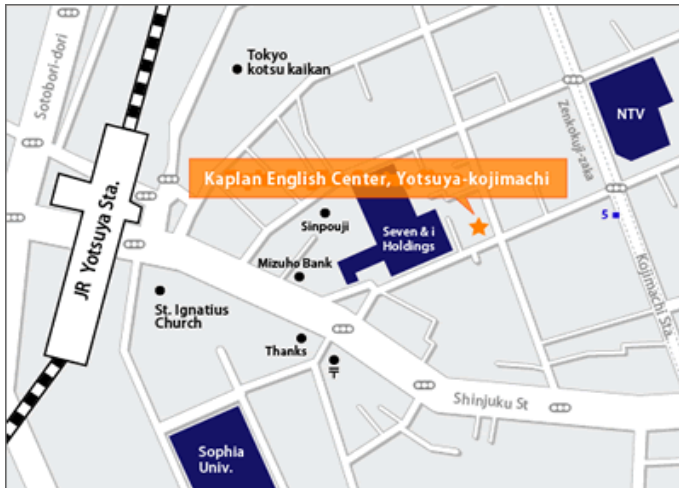 Sotobori-dori
Tokyo
kotsu kaikan
Zenkokuji-zaka
NTV
Kaplan English Center, Yotsuya-kojimachi
JR Yotsuya Sta.
Sinpouji
Seven & i
Holdings
5
Mizuho Bank
Kojimachi Sta.
St. Ignatius
Church
Thanks
〒
Shinjuku St
Sophia
Univ.